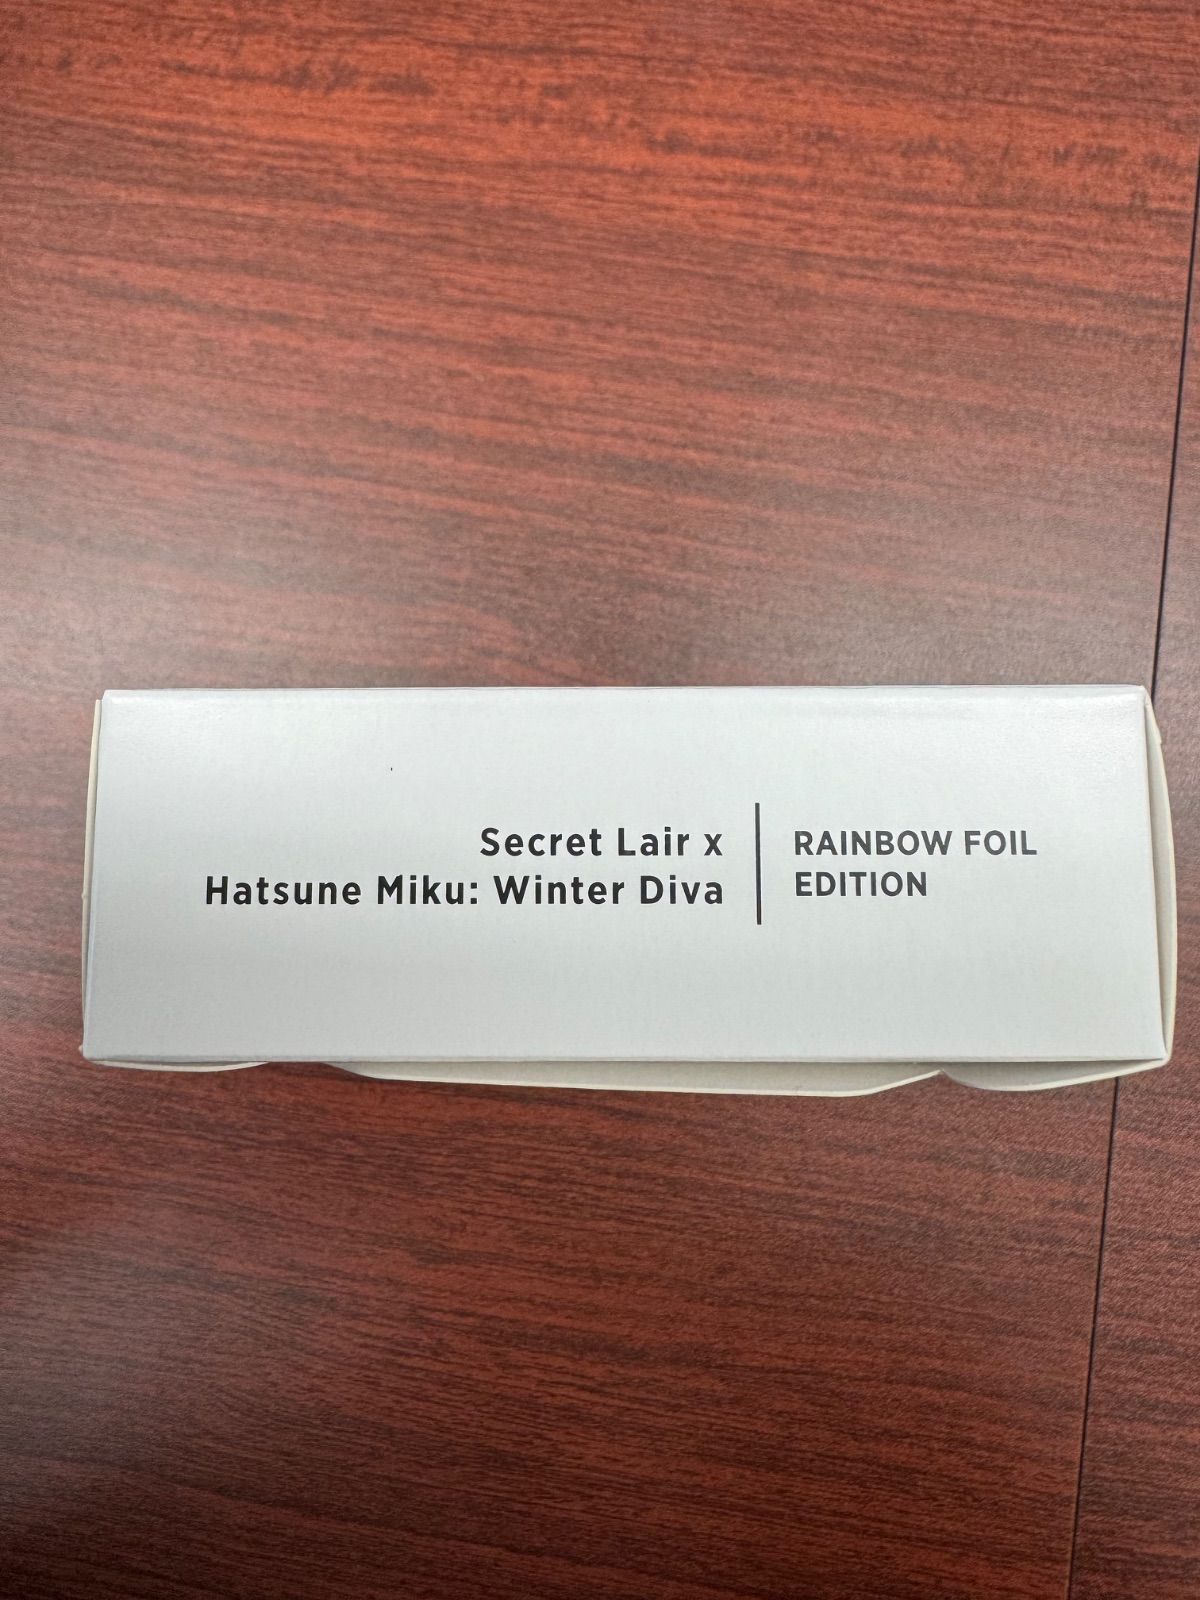 Secret Lair x
Hatsune Miku: Winter Diva
RAINBOW FOIL
EDITION